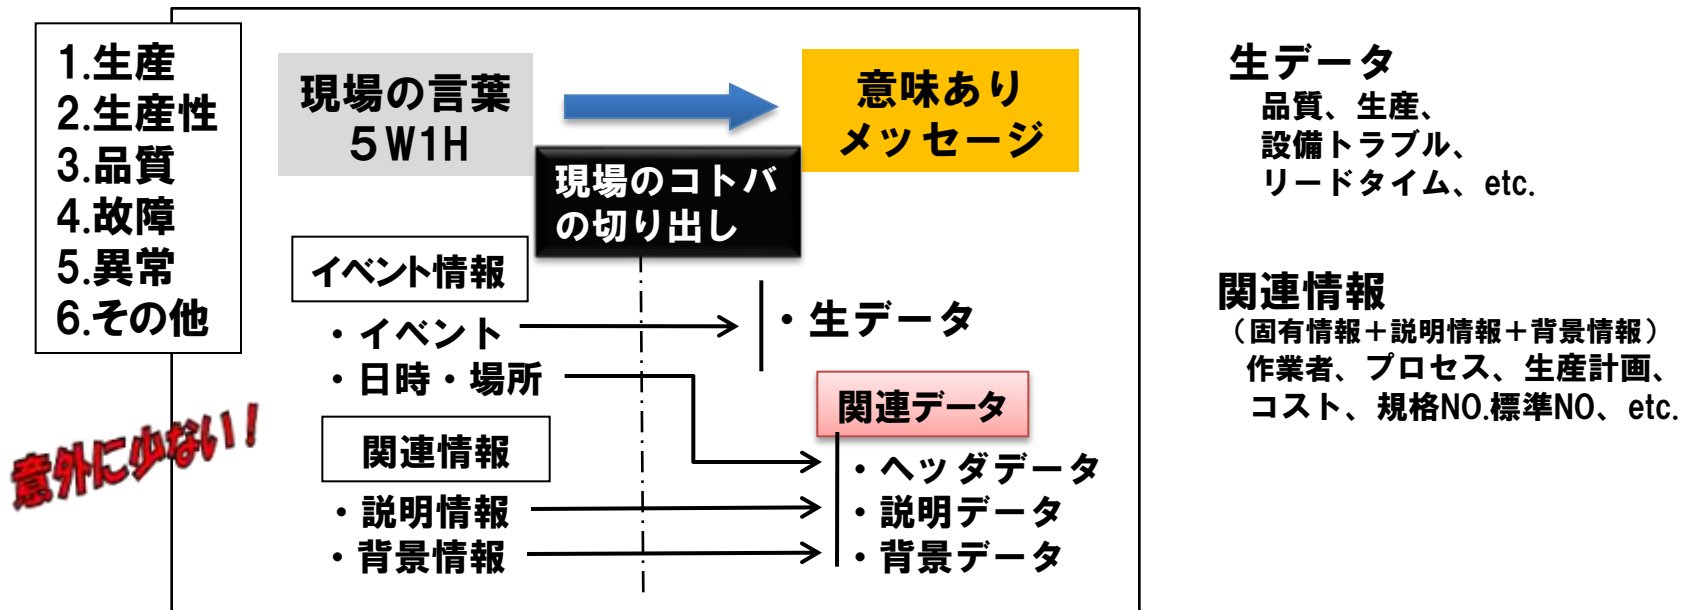 1.生産
2.生産性
3.品質
4.故障
5.異常
6.その他
意外に少ない！
現場の言葉
５W1H
意味あり
メッセージ
現場のコトバ
の切り出し
イベント情報
・イベント
・日時・場所
関連情報
・説明情報
・背景情報
・生データ
関連データ
・ヘッダデータ
・説明データ
・背景データ
生データ
品質、生産、
設備トラブル、
リードタイム、etc.
関連情報
（固有情報＋説明情報＋背景情報）
作業者、プロセス、生産計画、
コスト、規格NO.標準NO、etc.